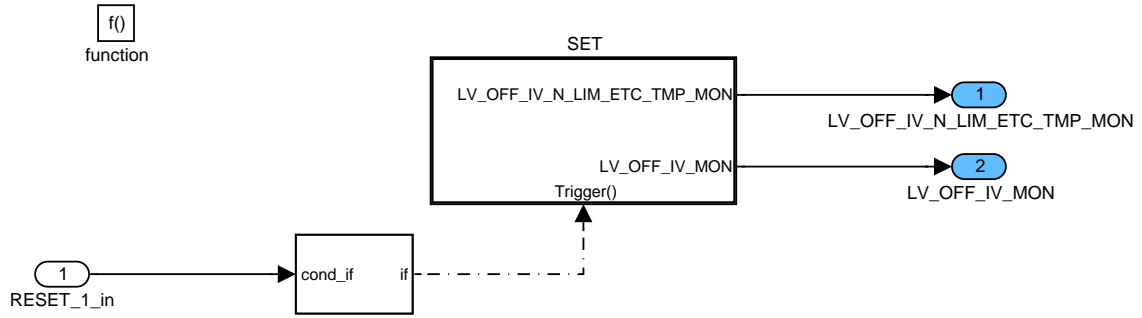 f()
function
SET
LV_OFF_IV_N_LIM_ETC_TMP_MON
1
LV_OFF_IV_N_LIM_ETC_TMP_MON
LV_OFF_IV_MON
2
LV_OFF_IV_MON
Trigger()
1
RESET_1_in
cond_if
if